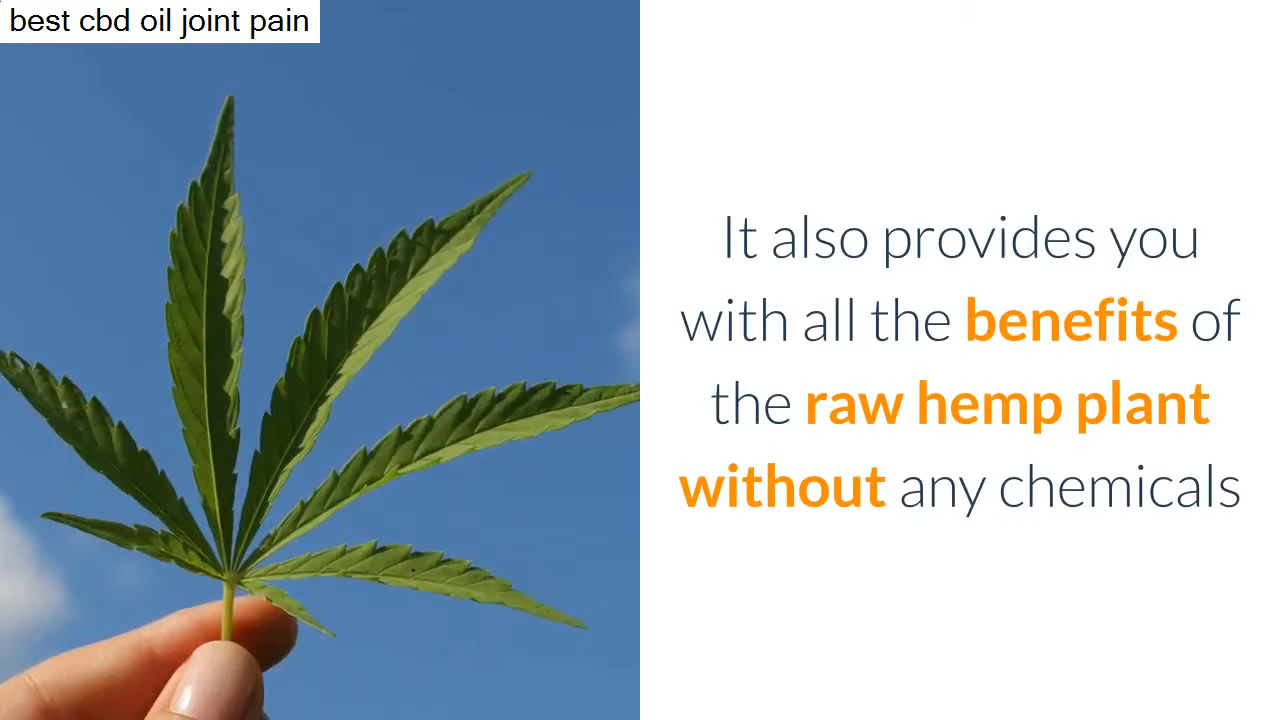 best cbd oil joint pain
It also provides you
with all the benefits of
the raw hemp plant
without any chemicals